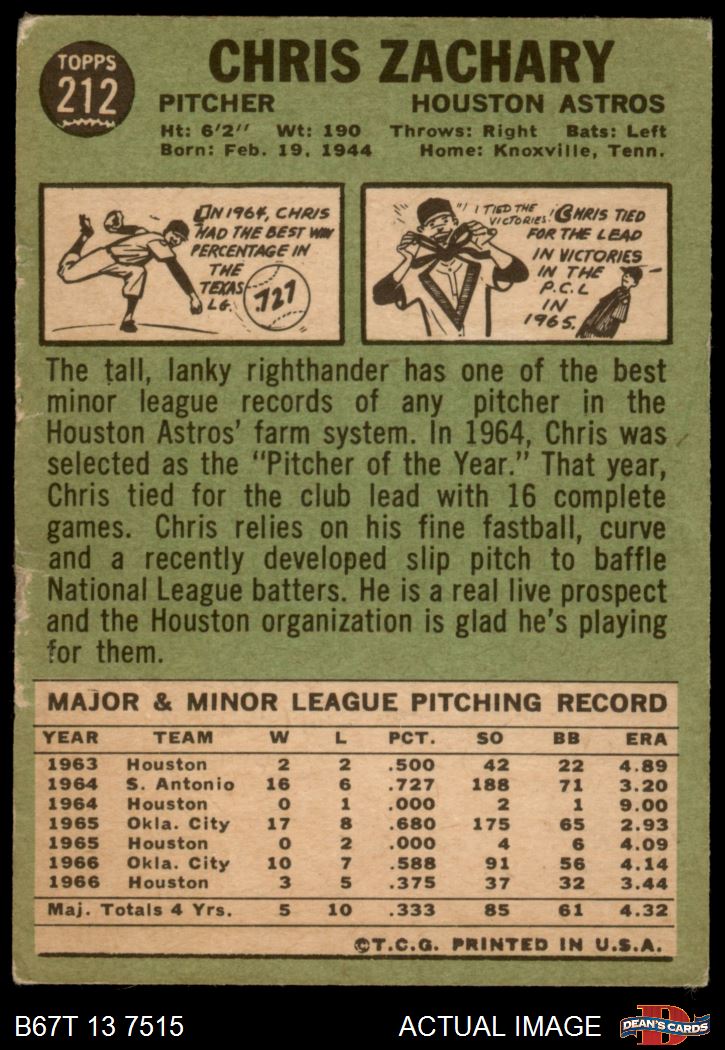 TOPPS
212
CHRIS ZACHARY
PITCHER HOUSTON ASTROS
Ht: 6'2" Wt: 190 Throws: Right Bats: Left
Born: Feb. 19, 1944 Home: Knoxville, Tenn.
IN 1964, CHRIS
HAD THE BEST WIN
PERCENTAGE IN
THE
TEXAS
LG.
.727
"I TIED THE
VICTORIES!"
CHRIS TIED
FOR THE LEAD
IN VICTORIES
IN THE
P.C.L
IN
1965.
The tall, lanky righthander has one of the best
minor league records of any pitcher in the
Houston Astros' farm system. In 1964, Chris was
selected as the "Pitcher of the Year." That year,
Chris tied for the club lead with 16 complete
games. Chris relies on his fine fastball, curve
and a recently developed slip pitch to baffle
National League batters. He is a real live prospect
and the Houston organization is glad he's playing
for them.
MAJOR & MINOR LEAGUE PITCHING RECORD
YEAR TEAM W L PCT. SO BB ERA
1963 Houston 2 2 .500 42 22 4.89
1964 S. Antonio 16 6 .727 188 71 3.20
1964 Houston 0 1 .000 2 1 9.00
1965 Okla. City 17 8 .680 175 65 2.93
1965 Houston 0 2 .000 4 6 4.09
1966 Okla. City 10 7 .588 91 56 4.14
1966 Houston 3 5 .375 37 32 3.44
Maj. Totals 4 Yrs. 5 10 .333 85 61 4.32
©T.C.G. PRINTED IN U.S.A.
B67T 13 7515 ACTUAL IMAGE
D
DEAN'S CARDS